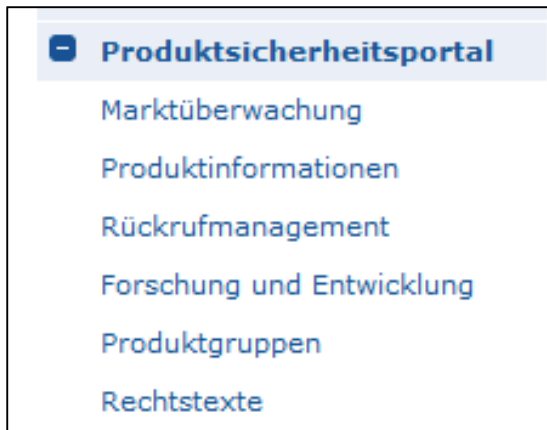 Produktsicherheitsportal
Marktüberwachung
Produktinformationen
Rückrufmanagement
Forschung und Entwicklung
Produktgruppen
Rechtstexte